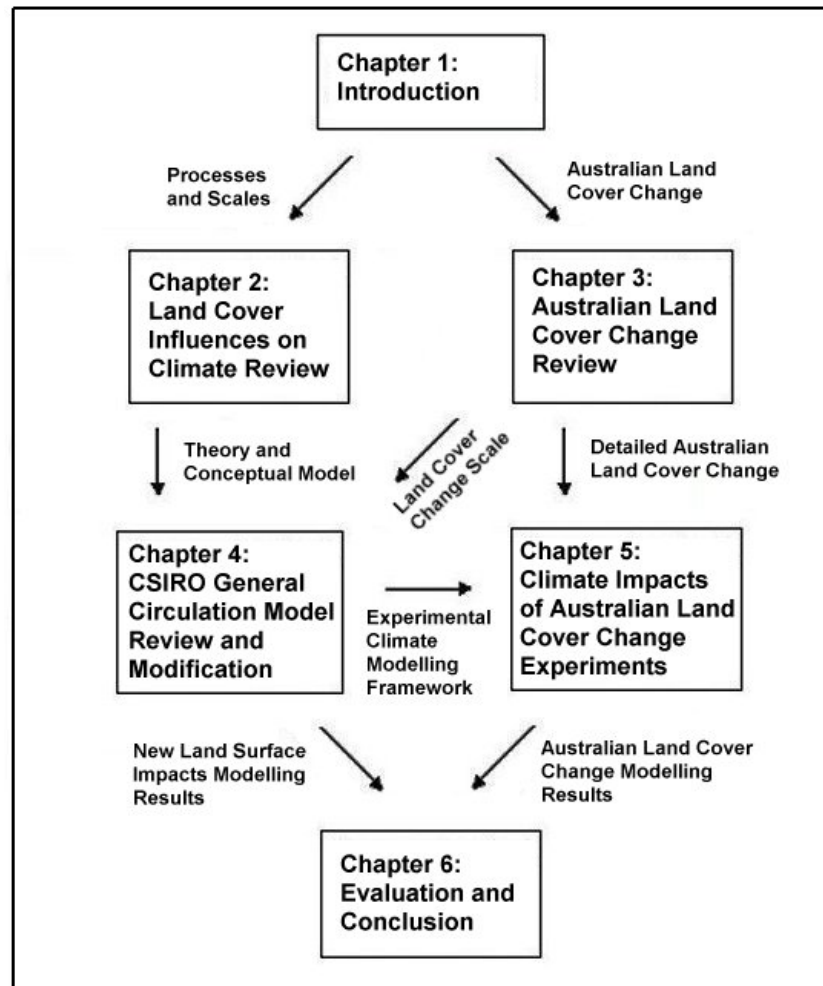 Chapter 1:
Introduction
Processes
and Scales
Australian Land
Cover Change
Chapter 2:
Land Cover
Influences on
Climate Review
Chapter 3:
Australian Land
Cover Change
Review
Theory and
Conceptual Model
Land Cover
Change Scale
Detailed Australian
Land Cover Change
Chapter 4:
CSIRO General
Circulation Model
Review and
Modification
Experimental
Climate
Modelling
Framework
Chapter 5:
Climate Impacts
of Australian Land
Cover Change
Experiments
New Land Surface
Impacts Modelling
Results
Australian Land Cover
Change Modelling
Results
Chapter 6:
Evaluation and
Conclusion